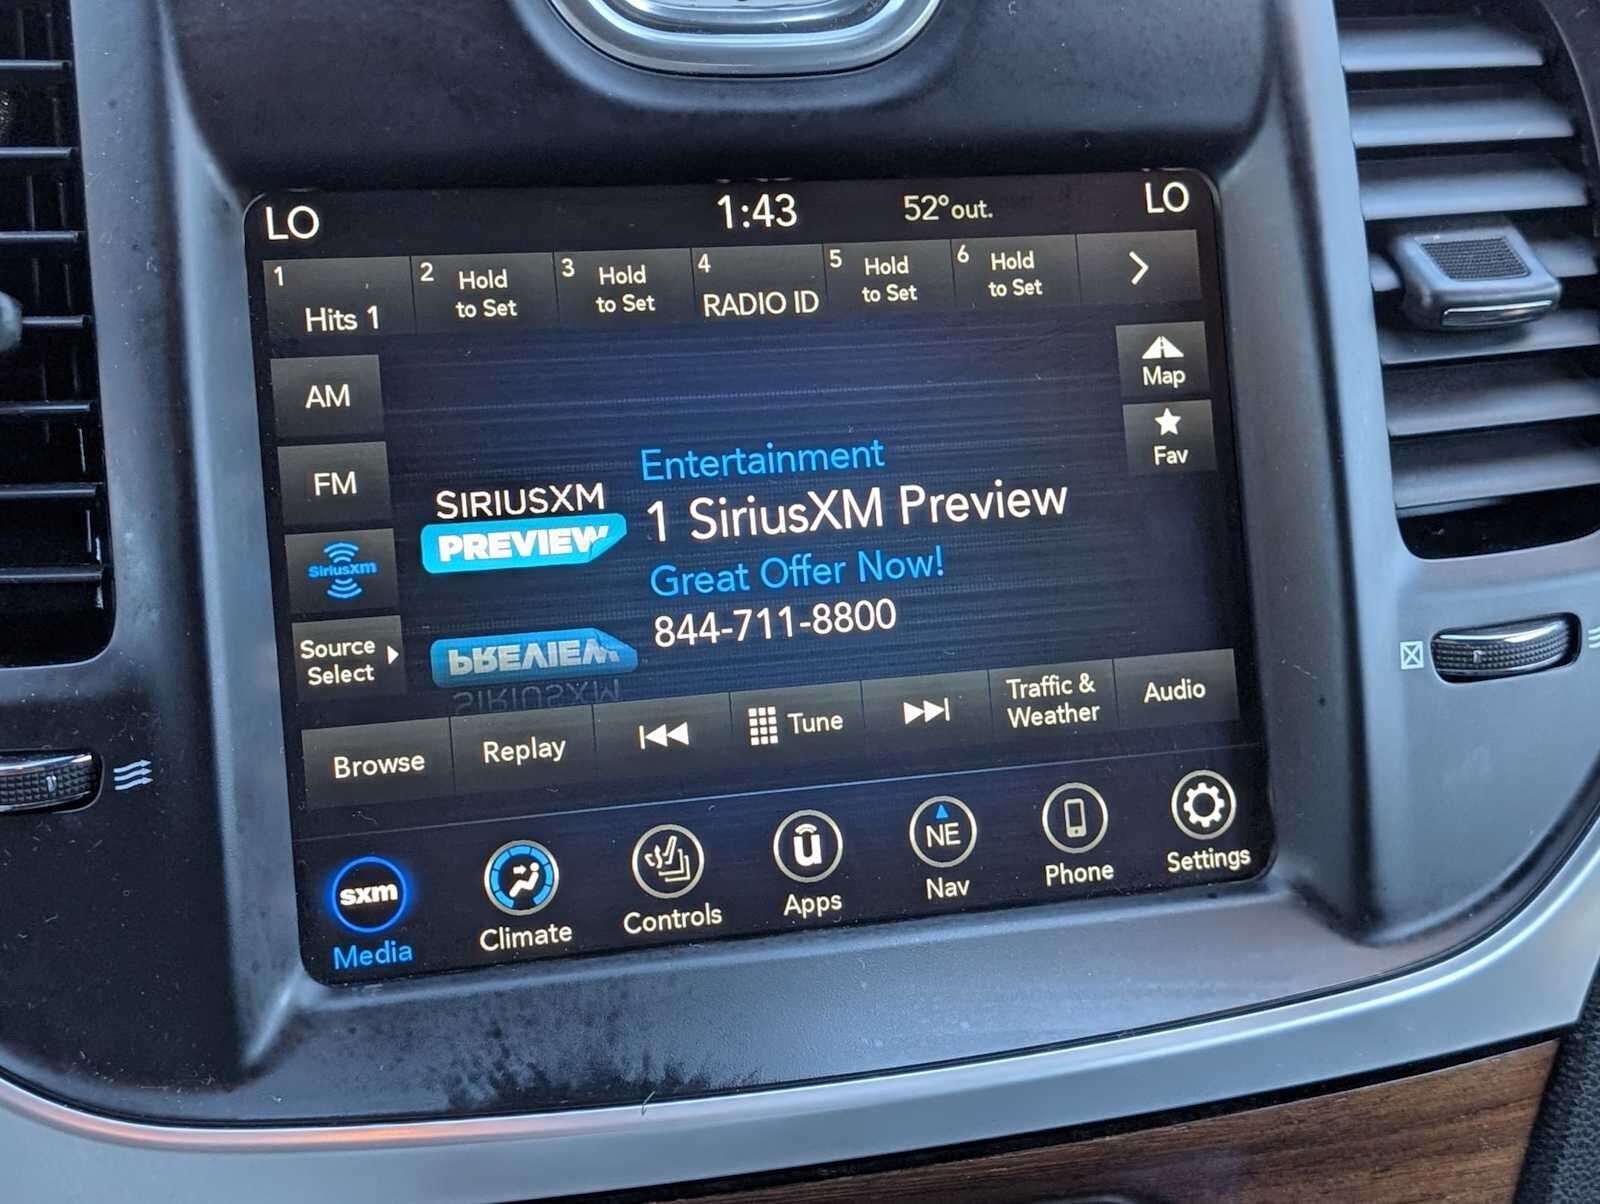 LO 1:43 52° out. LO
1 Hits 1
2 Hold to Set
3 Hold to Set
4 RADIO ID
5 Hold to Set
6 Hold to Set
AM
FM
SiriusXM
Source
Select
Map
Fav
SIRIUSXM
PREVIEW
Entertainment
1 SiriusXM Preview
Great Offer Now!
844-711-8800
PREVIEW
SIRIUSXM
Browse
Replay
Tune
Traffic &
Weather
Audio
sxm
Media
Climate
Controls
u
Apps
NE
Nav
Phone
Settings